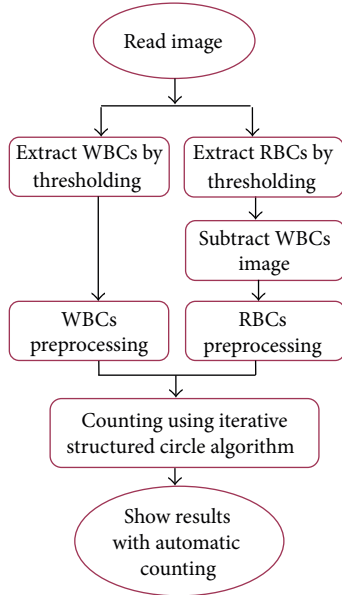 Read image
Extract WBCs by
thresholding
Extract RBCs by
thresholding
Subtract WBCs
image
WBCs
preprocessing
RBCs
preprocessing
Counting using iterative
structured circle algorithm
Show results
with automatic
counting